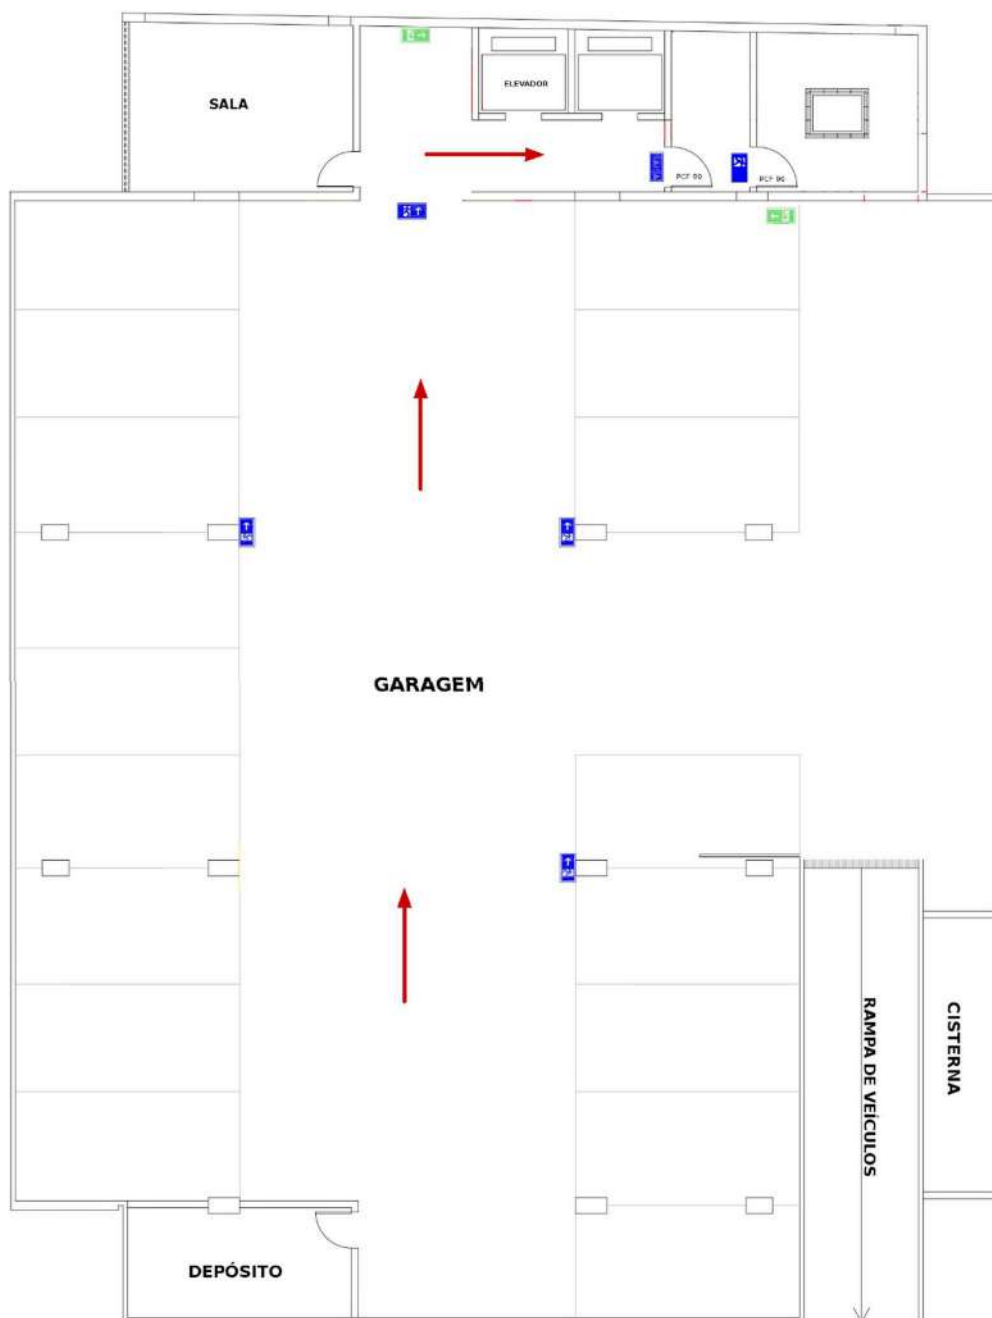 SALA
ELEVADOR
PCF 90
PCF 90
GARAGEM
RAMPA DE VEÍCULOS
CISTERNA
DEPÓSITO